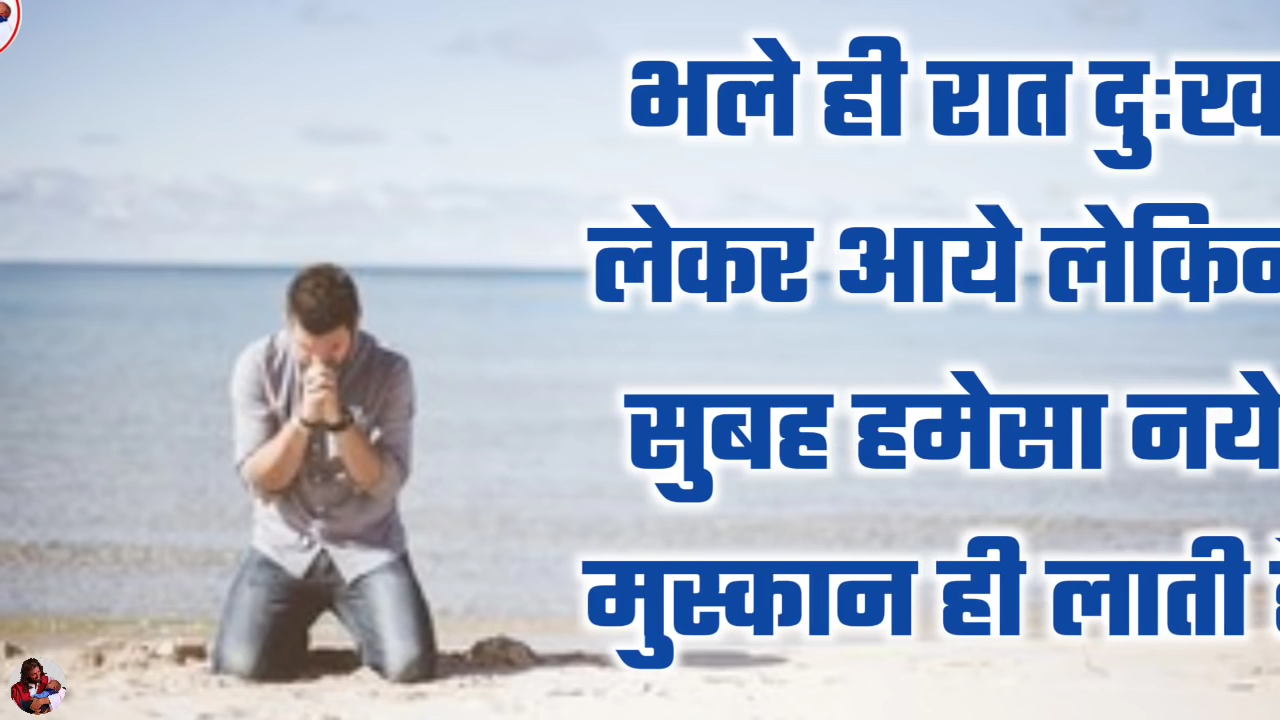 भले ही रात दुःख
लेकर आये लेकिन
सुबह हमेसा नये
मुस्कान ही लाती